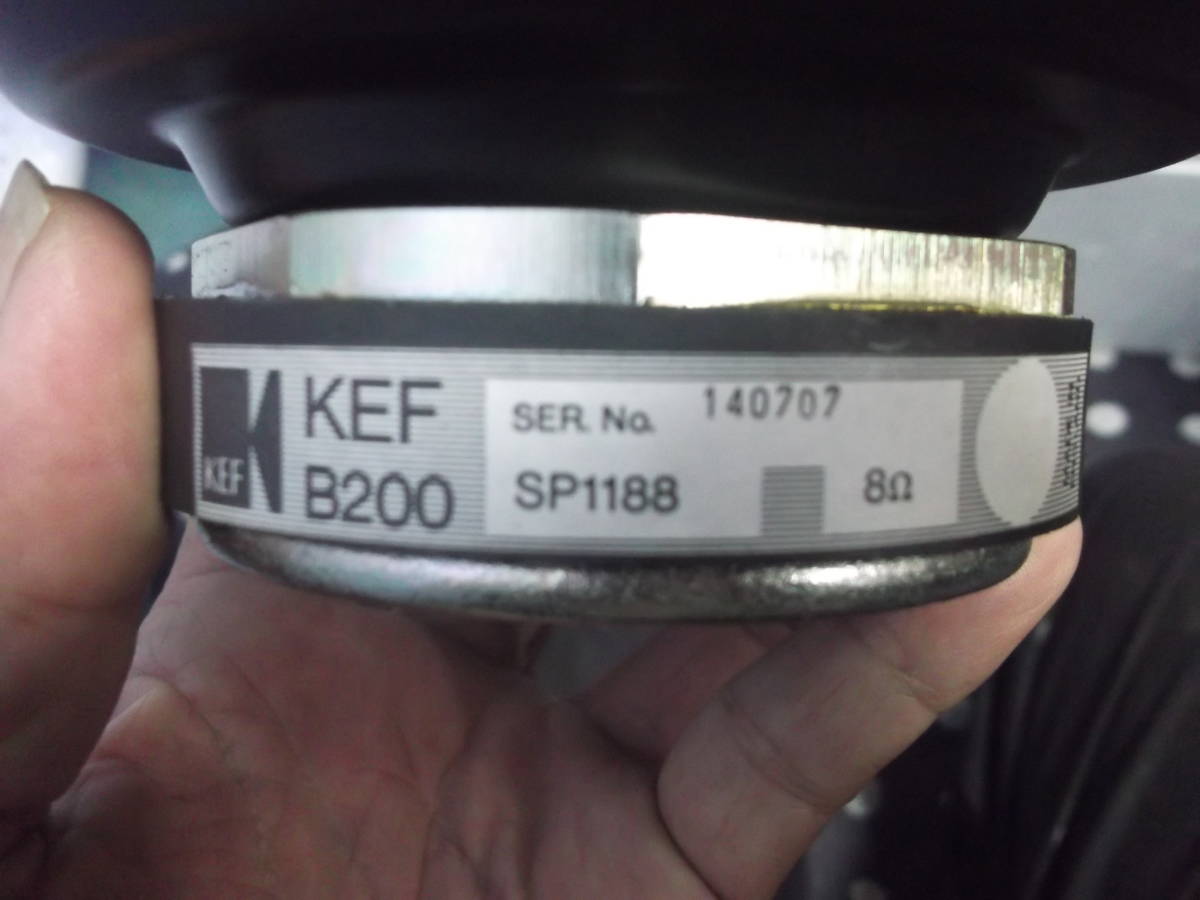 KEF
KEF
B200
SER. No. 140707
SP1188
8Ω